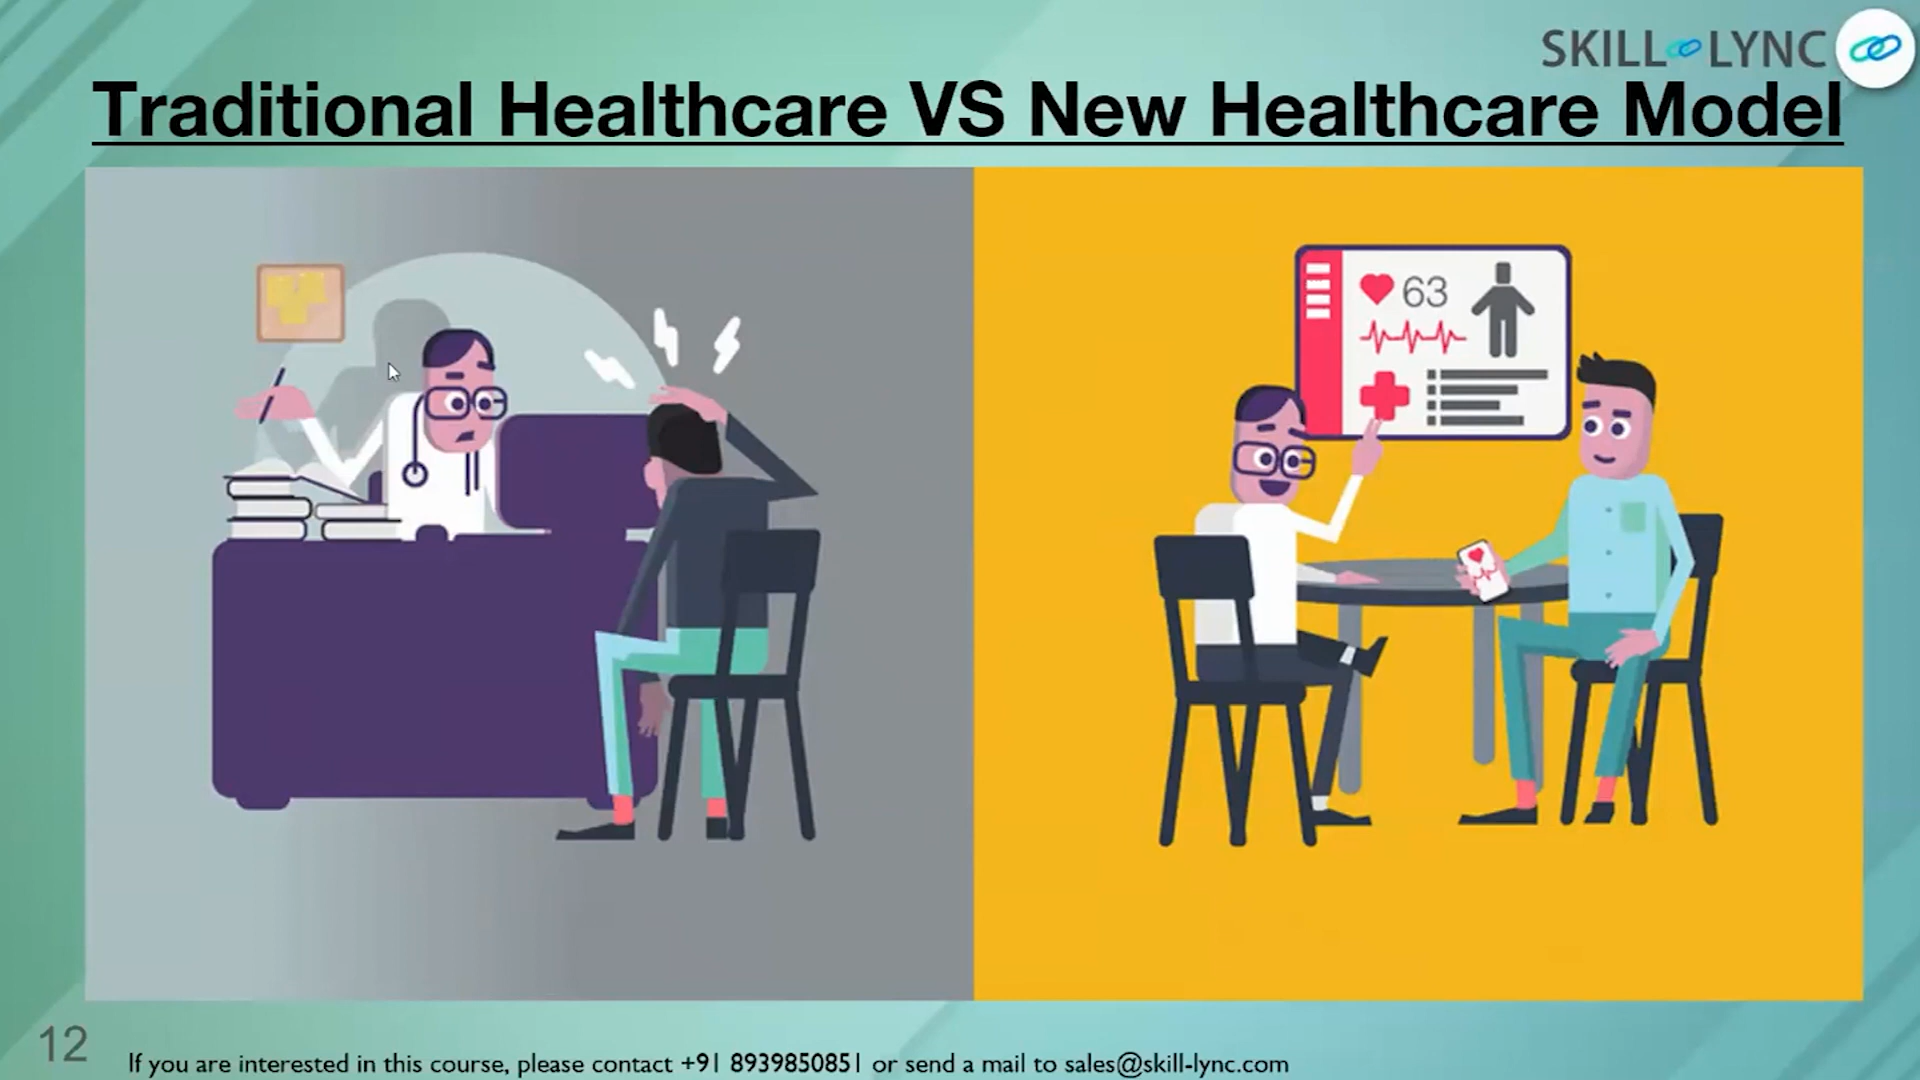 SKILL LYNC
Traditional Healthcare VS New Healthcare Model
63
12
If you are interested in this course, please contact +91 8939850851 or send a mail to sales@skill-lync.com